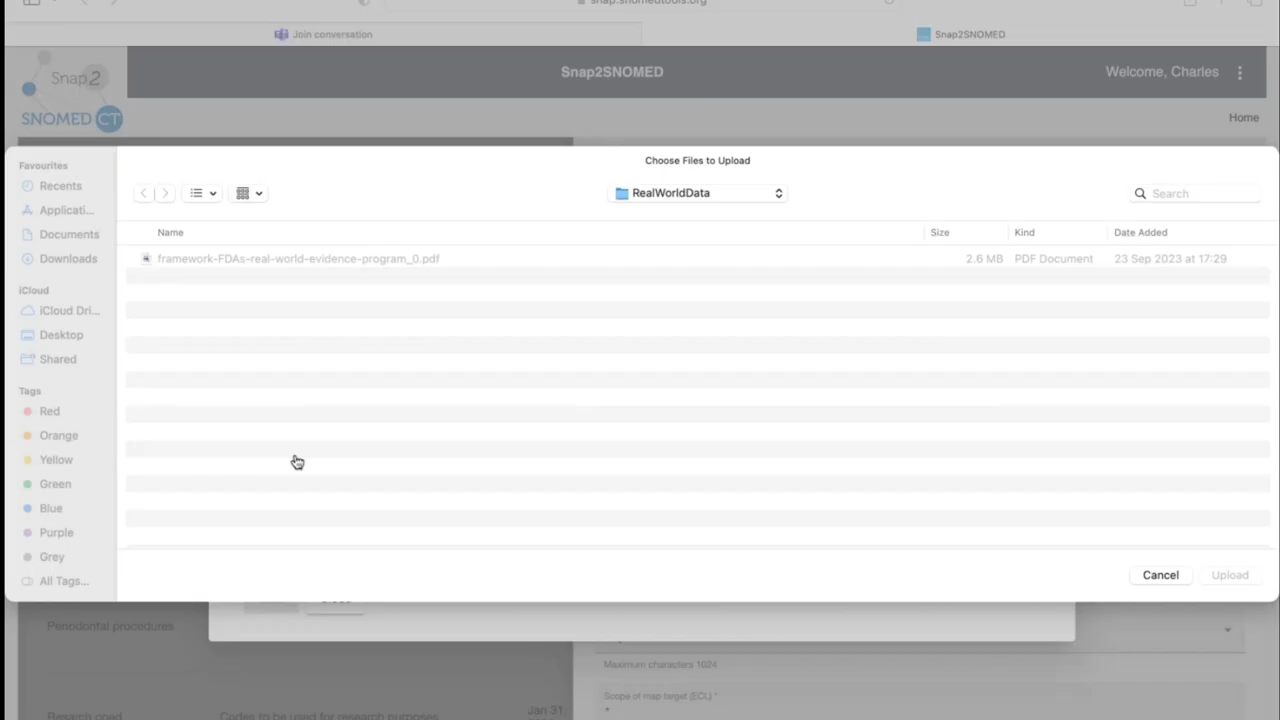 snap.snomedtools.org
Join conversation
Snap2SNOMED
Snap2
SNOMED CT
Snap2SNOMED
Welcome, Charles
Home
Choose Files to Upload
Favourites
Recents
Applicati...
Documents
Downloads
iCloud
iCloud Dri...
Desktop
Shared
Tags
Red
Orange
Yellow
Green
Blue
Purple
Grey
All Tags...
RealWorldData
Search
Name Size Kind Date Added
framework-FDAs-real-world-evidence-program_0.pdf 2.6 MB PDF Document 23 Sep 2023 at 17:29
Cancel Upload
Periodontal procedures
Maximum characters 1024
Scope of map target (ECL) *
*
Codes to be used for research purposes
Jan 31,